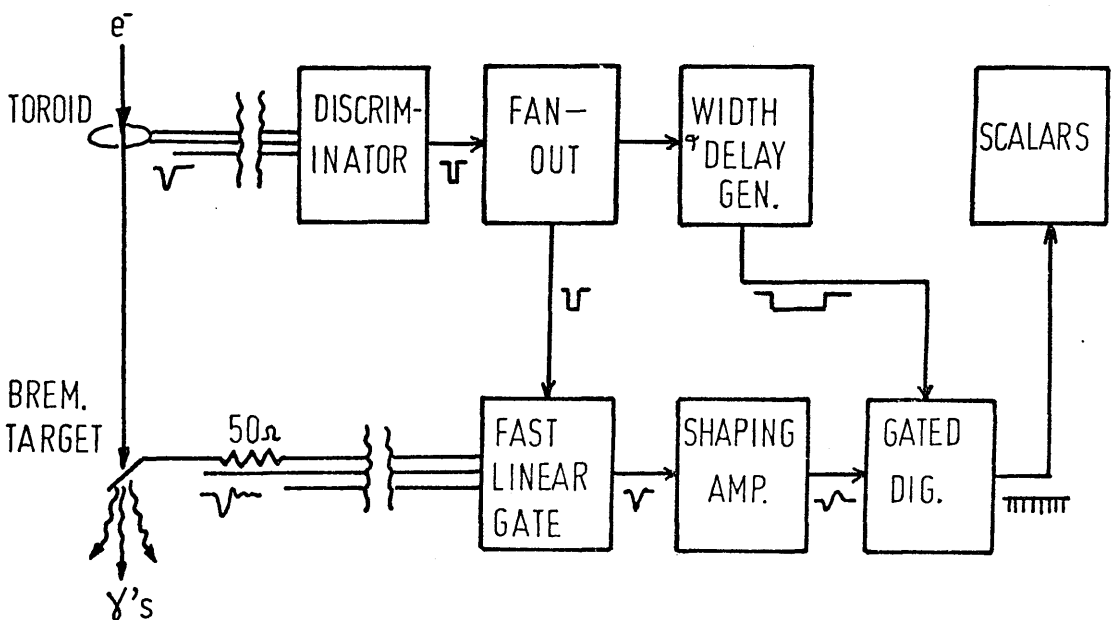 e⁻
TOROID
DISCRIM-
INATOR
FAN-
OUT
WIDTH
& DELAY
GEN.
SCALARS
BREM.
TARGET
50Ω
FAST
LINEAR
GATE
SHAPING
AMP.
GATED
DIG.
γ's